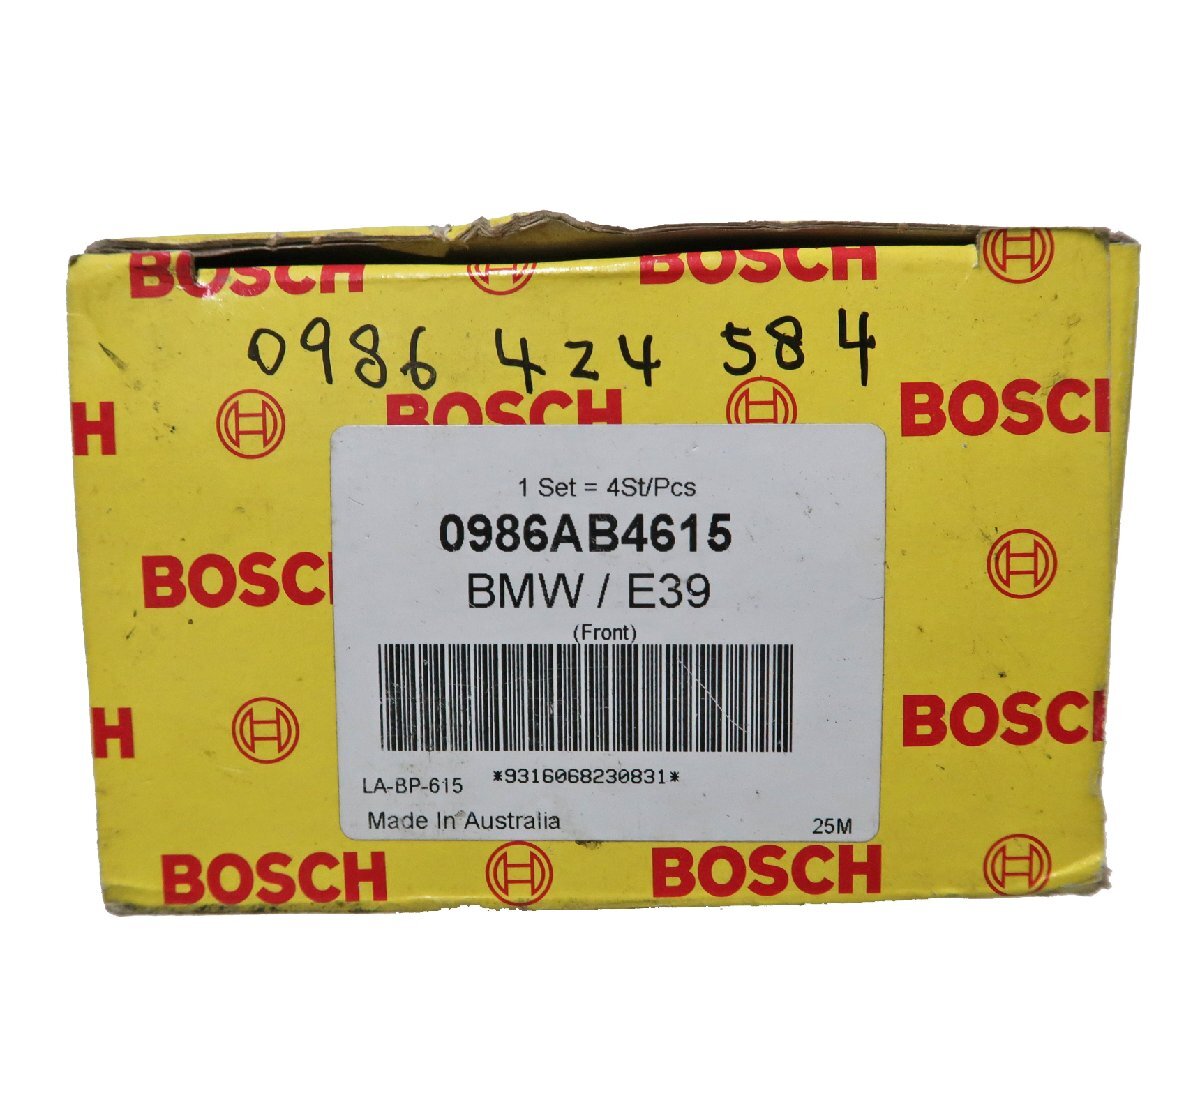 BOSCH BOSCH
0986 424 584
H BOSCH BOSCH
1 Set = 4St/Pcs
0986AB4615
BOSCH BMW / E39
(Front)
H BOSCH
*9316068230831*
LA-BP-615
Made In Australia 25M
BOSCH BOSCH